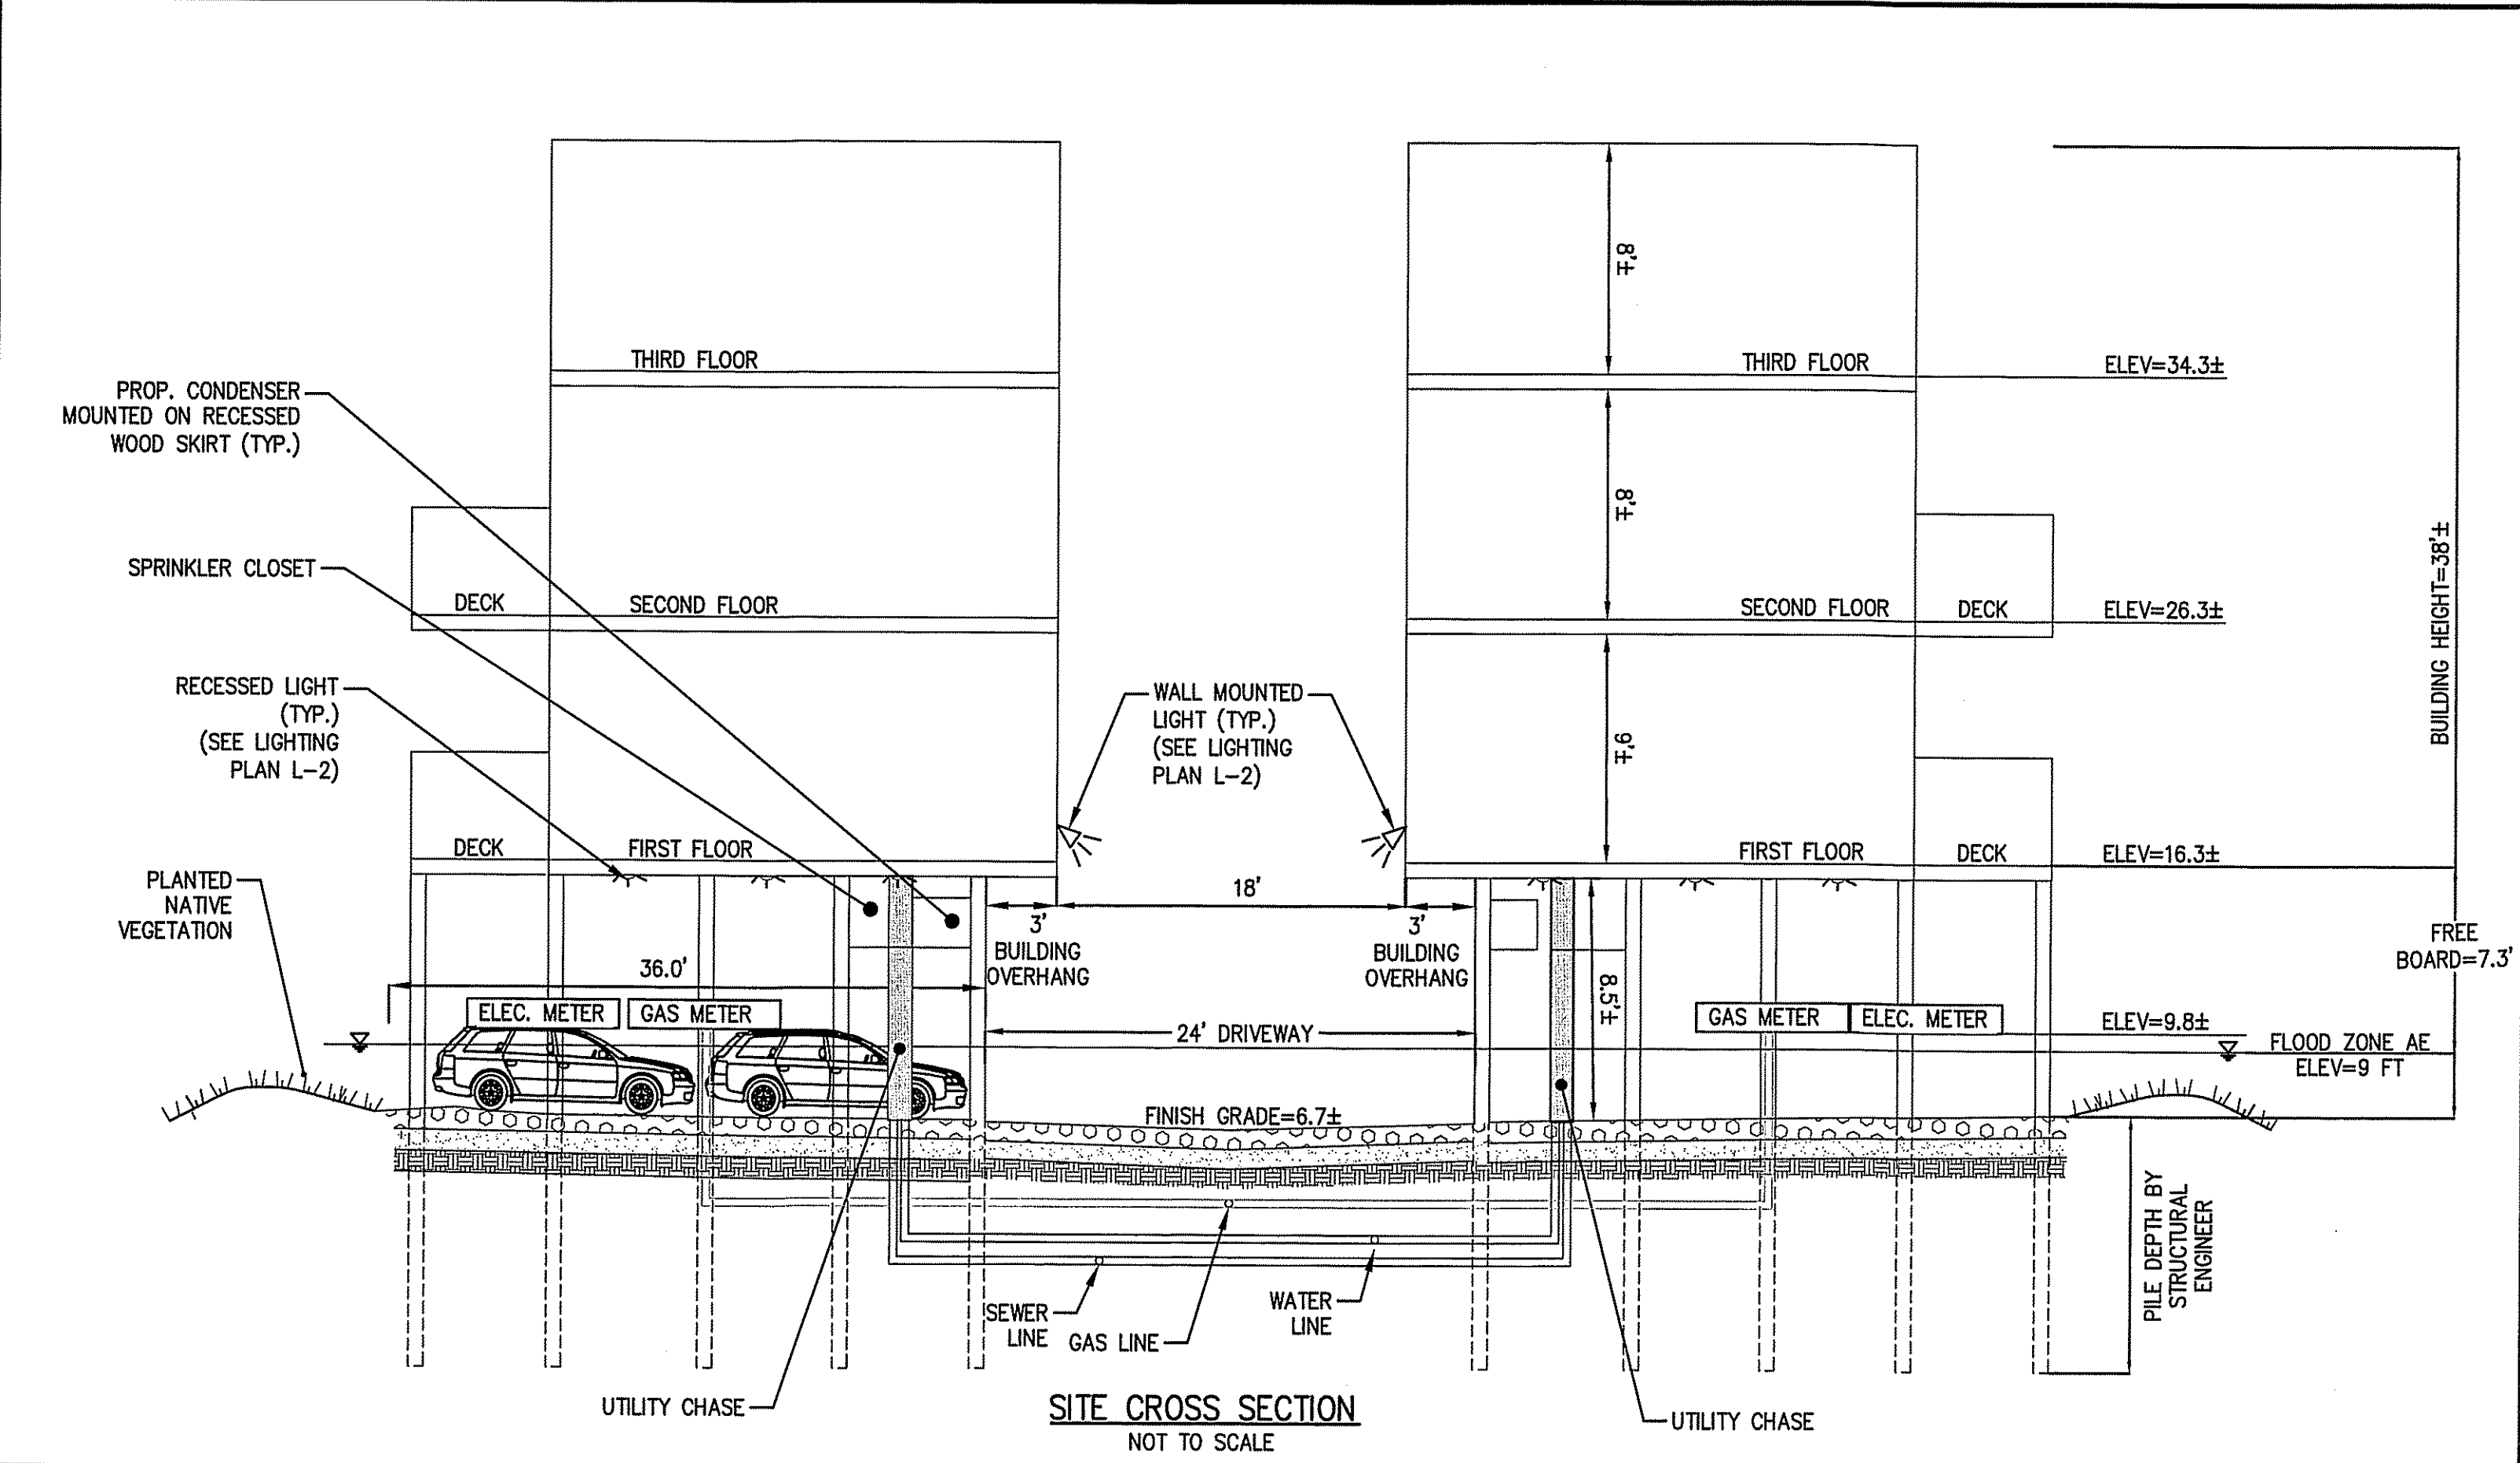 THIRD FLOOR
THIRD FLOOR
ELEV=34.3±
8'±
PROP. CONDENSER
MOUNTED ON RECESSED
WOOD SKIRT (TYP.)
8'±
SPRINKLER CLOSET
DECK
SECOND FLOOR
SECOND FLOOR
DECK
ELEV=26.3±
BUILDING HEIGHT=38'±
RECESSED LIGHT
(TYP.)
(SEE LIGHTING
PLAN L-2)
WALL MOUNTED
LIGHT (TYP.)
(SEE LIGHTING
PLAN L-2)
9'±
DECK
FIRST FLOOR
FIRST FLOOR
DECK
ELEV=16.3±
PLANTED
NATIVE
VEGETATION
3'
BUILDING
OVERHANG
18'
3'
BUILDING
OVERHANG
FREE
BOARD=7.3'
36.0'
8.5'±
ELEC. METER
GAS METER
24' DRIVEWAY
GAS METER
ELEC. METER
ELEV=9.8±
FLOOD ZONE AE
ELEV=9 FT
FINISH GRADE=6.7±
PILE DEPTH BY
STRUCTURAL
ENGINEER
SEWER
LINE
GAS LINE
WATER
LINE
UTILITY CHASE
UTILITY CHASE
SITE CROSS SECTION
NOT TO SCALE